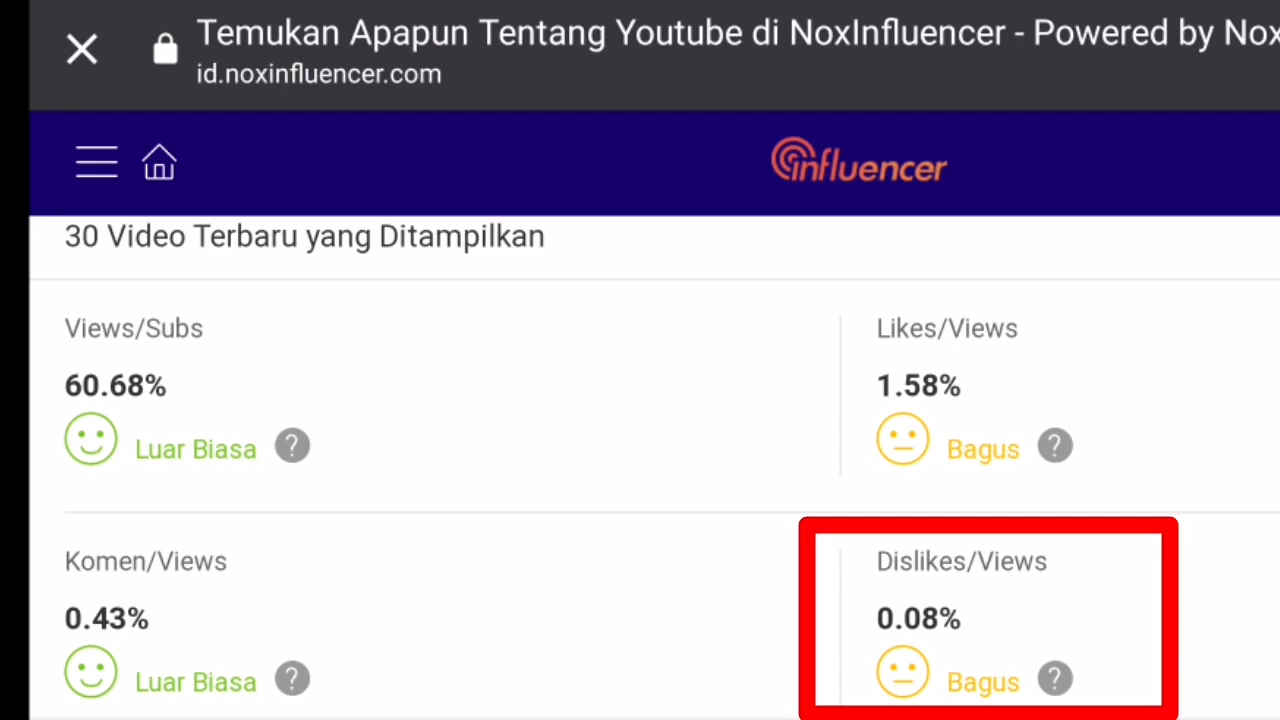 Temukan Apapun Tentang Youtube di NoxInfluencer - Powered by Nox
id.noxinfluencer.com
influencer
30 Video Terbaru yang Ditampilkan
Views/Subs
60.68%
Luar Biasa ?
Likes/Views
1.58%
Bagus ?
Komen/Views
0.43%
Luar Biasa ?
Dislikes/Views
0.08%
Bagus ?